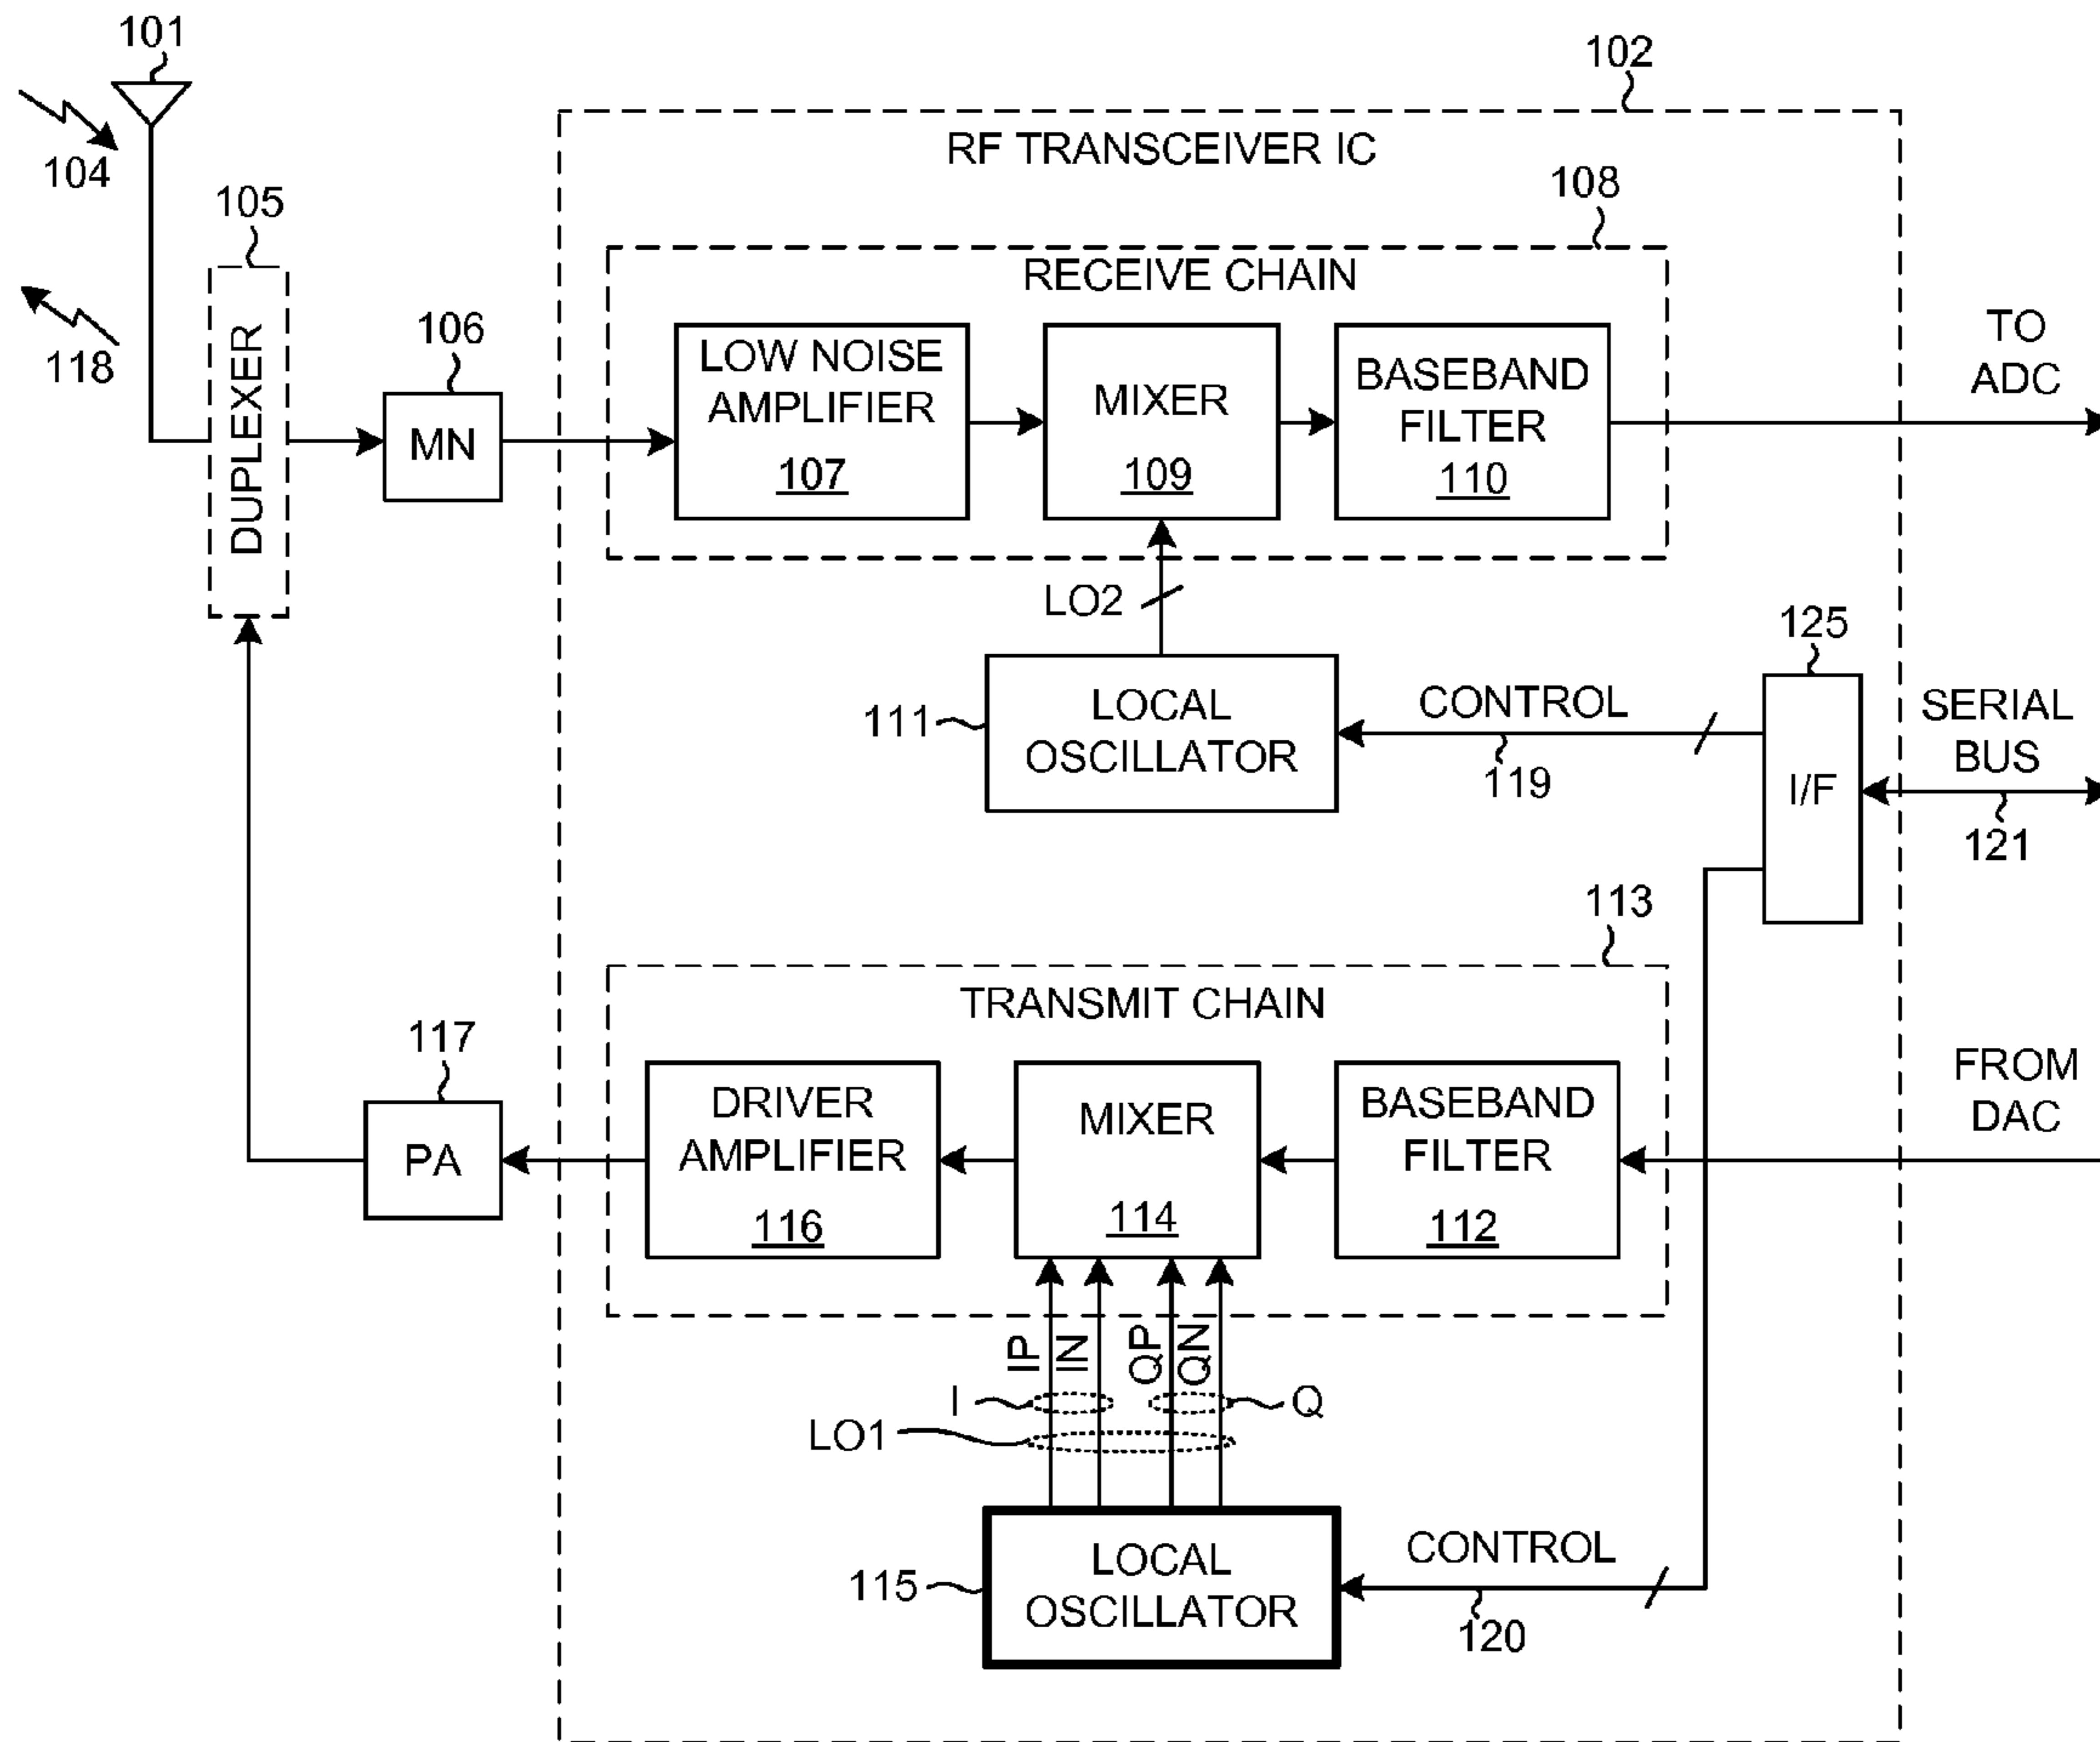 101
102
RF TRANSCEIVER IC
104
105
108
RECEIVE CHAIN
118
106
DUPLEXER
MN
LOW NOISE
AMPLIFIER
107
MIXER
109
BASEBAND
FILTER
110
TO
ADC
LO2
125
111
LOCAL
OSCILLATOR
CONTROL
119
I/F
SERIAL
BUS
121
113
TRANSMIT CHAIN
117
PA
DRIVER
AMPLIFIER
116
MIXER
114
BASEBAND
FILTER
112
FROM
DAC
IP
IN
QP
QN
I
Q
LO1
115
LOCAL
OSCILLATOR
CONTROL
120